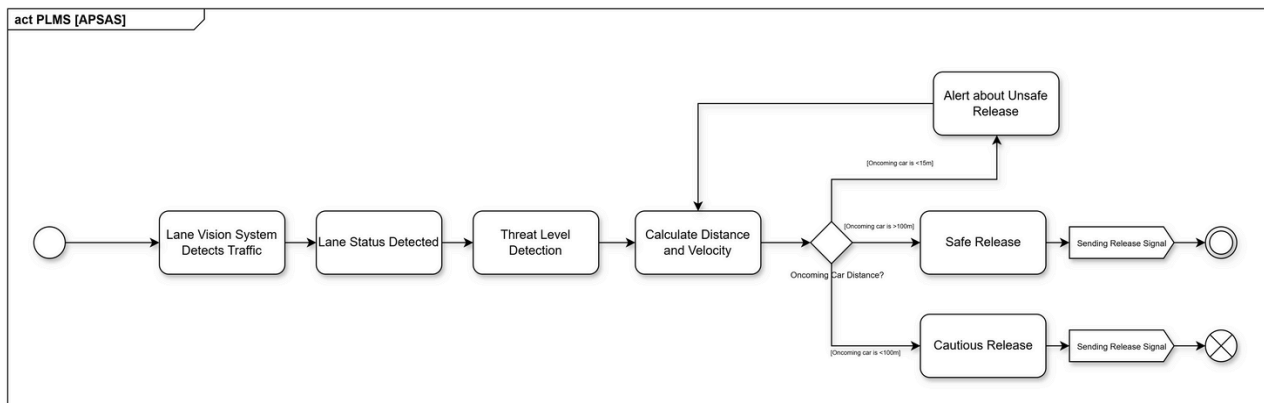 act PLMS [APSAS]
Alert about Unsafe
Release
[Oncoming car is <15m]
Lane Vision System
Detects Traffic
Lane Status Detected
Threat Level
Detection
Calculate Distance
and Velocity
[Oncoming car is >100m]
Oncoming Car Distance?
Safe Release
Sending Release Signal
[Oncoming car is <100m]
Cautious Release
Sending Release Signal